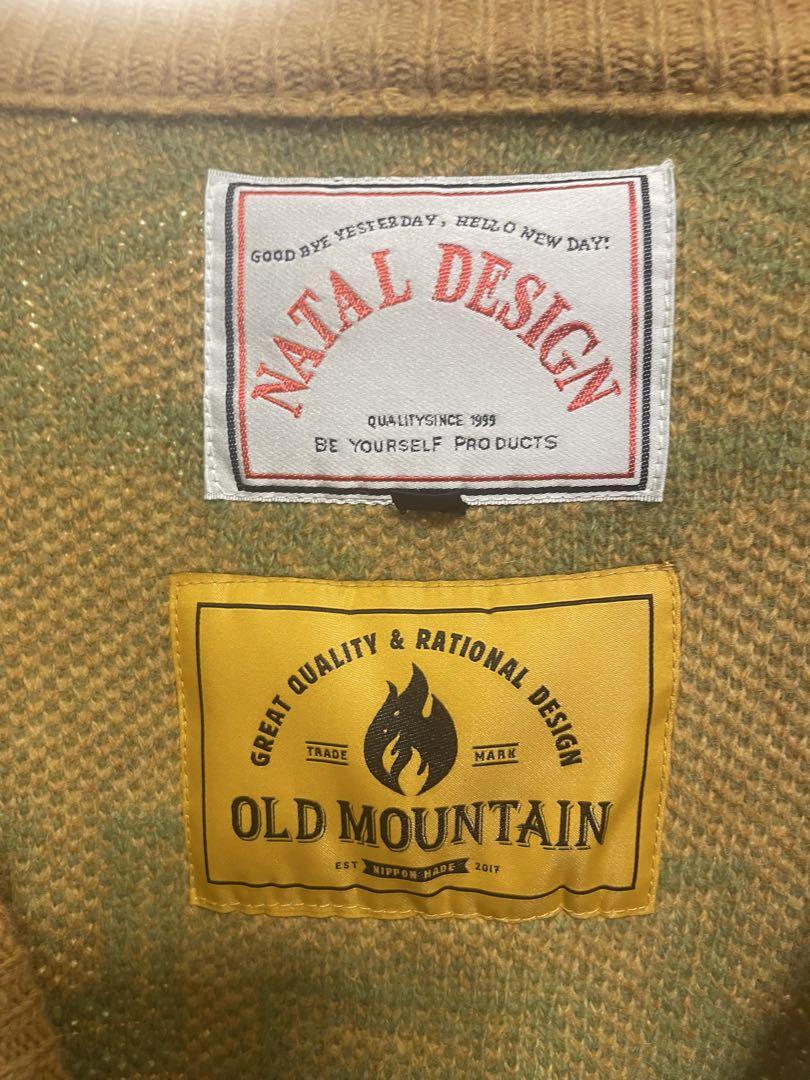 GOOD BYE YESTERDAY, HELLO NEW DAY!
NATAL DESIGN
QUALITYSINCE 1999
BE YOURSELF PRODUCTS
GREAT QUALITY & RATIONAL DESIGN
TRADE MARK
OLD MOUNTAIN
EST NIPPON MADE 2017